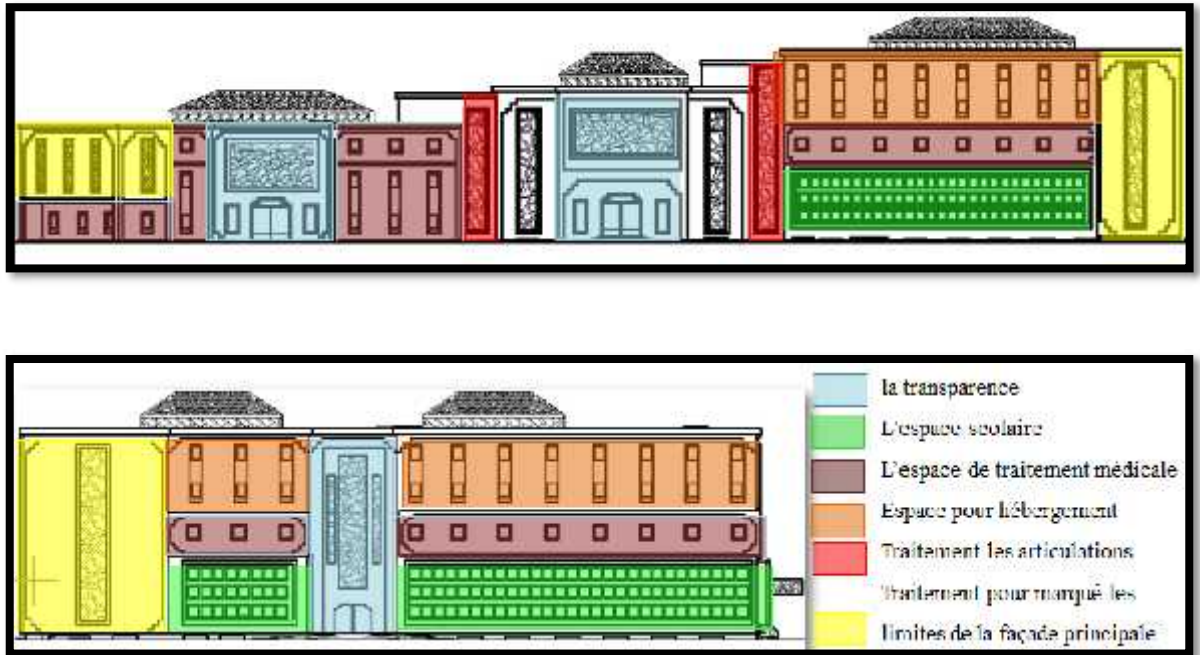 la transparence
L'espace scolaire
L'espace de traitement médicale
Espace pour hébergement
Traitement les articulations
Traitement pour marqué les
limites de la façade principale